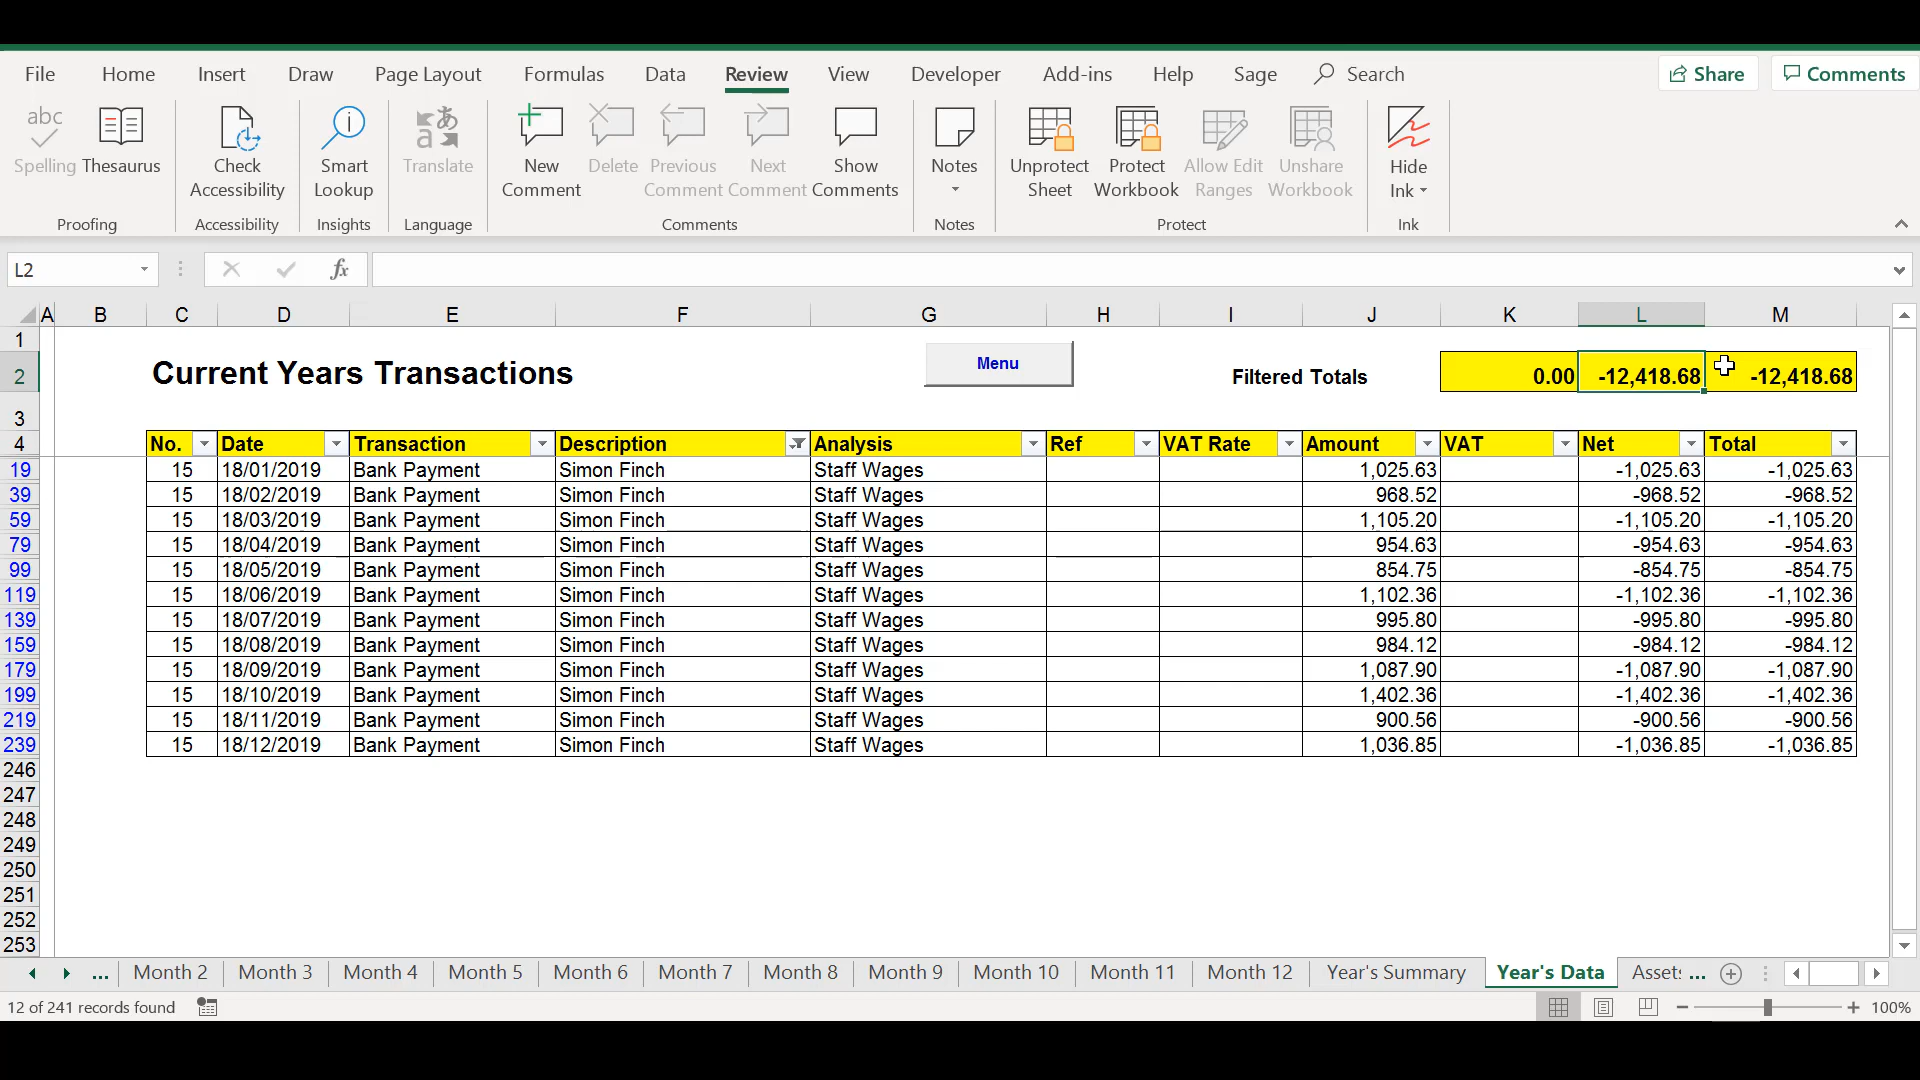 File Home Insert Draw Page Layout Formulas Data Review View Developer Add-ins Help Sage Search Share Comments
abc
Spelling Thesaurus Check Accessibility Smart Lookup Translate New Comment Delete Previous Comment Next Comment Show Comments Notes Unprotect Sheet Protect Workbook Allow Edit Ranges Unshare Workbook Hide Ink
Proofing Accessibility Insights Language Comments Notes Protect Ink
L2 fx
A B C D E F G H I J K L M
1
2 Current Years Transactions Menu Filtered Totals 0.00 -12,418.68 -12,418.68
3
4 No. Date Transaction Description Analysis Ref VAT Rate Amount VAT Net Total
19 15 18/01/2019 Bank Payment Simon Finch Staff Wages 1,025.63 -1,025.63 -1,025.63
39 15 18/02/2019 Bank Payment Simon Finch Staff Wages 968.52 -968.52 -968.52
59 15 18/03/2019 Bank Payment Simon Finch Staff Wages 1,105.20 -1,105.20 -1,105.20
79 15 18/04/2019 Bank Payment Simon Finch Staff Wages 954.63 -954.63 -954.63
99 15 18/05/2019 Bank Payment Simon Finch Staff Wages 854.75 -854.75 -854.75
119 15 18/06/2019 Bank Payment Simon Finch Staff Wages 1,102.36 -1,102.36 -1,102.36
139 15 18/07/2019 Bank Payment Simon Finch Staff Wages 995.80 -995.80 -995.80
159 15 18/08/2019 Bank Payment Simon Finch Staff Wages 984.12 -984.12 -984.12
179 15 18/09/2019 Bank Payment Simon Finch Staff Wages 1,087.90 -1,087.90 -1,087.90
199 15 18/10/2019 Bank Payment Simon Finch Staff Wages 1,402.36 -1,402.36 -1,402.36
219 15 18/11/2019 Bank Payment Simon Finch Staff Wages 900.56 -900.56 -900.56
239 15 18/12/2019 Bank Payment Simon Finch Staff Wages 1,036.85 -1,036.85 -1,036.85
246
247
248
249
250
251
252
253
... Month 2 Month 3 Month 4 Month 5 Month 6 Month 7 Month 8 Month 9 Month 10 Month 11 Month 12 Year's Summary Year's Data Assets ...
12 of 241 records found 100%